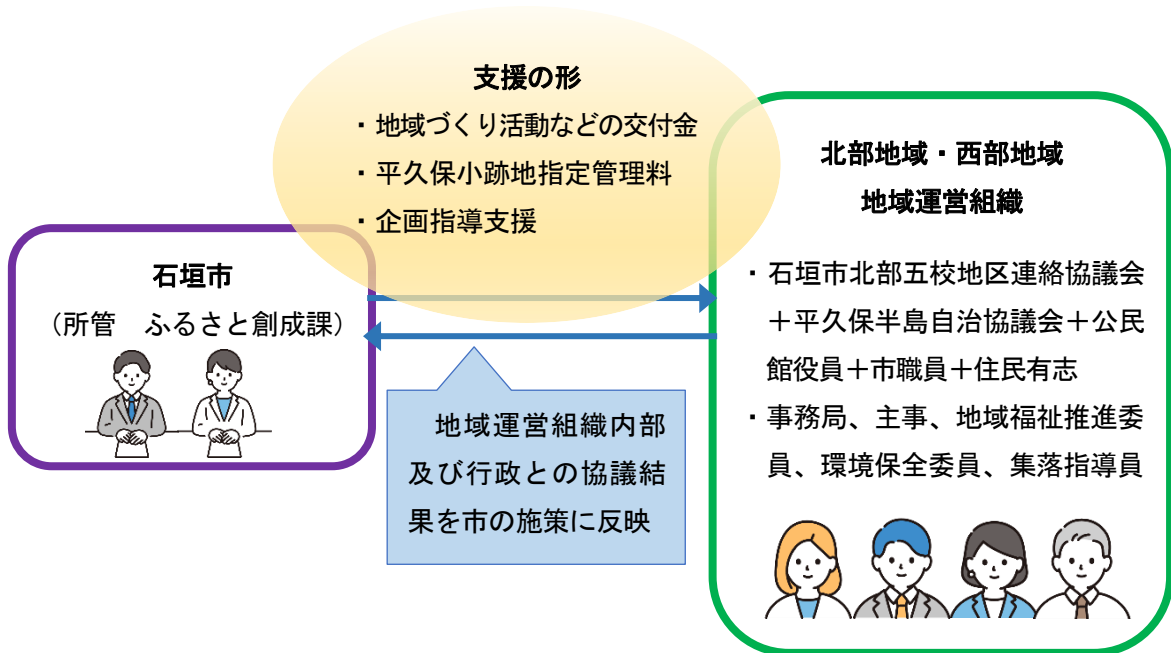 支援の形
・地域づくり活動などの交付金
・平久保小跡地指定管理料
・企画指導支援
石垣市
（所管　ふるさと創成課）
地域運営組織内部
及び行政との協議結
果を市の施策に反映
北部地域・西部地域
地域運営組織
・石垣市北部五校地区連絡協議会
＋平久保半島自治協議会＋公民
館役員＋市職員＋住民有志
・事務局、主事、地域福祉推進委
員、環境保全委員、集落指導員